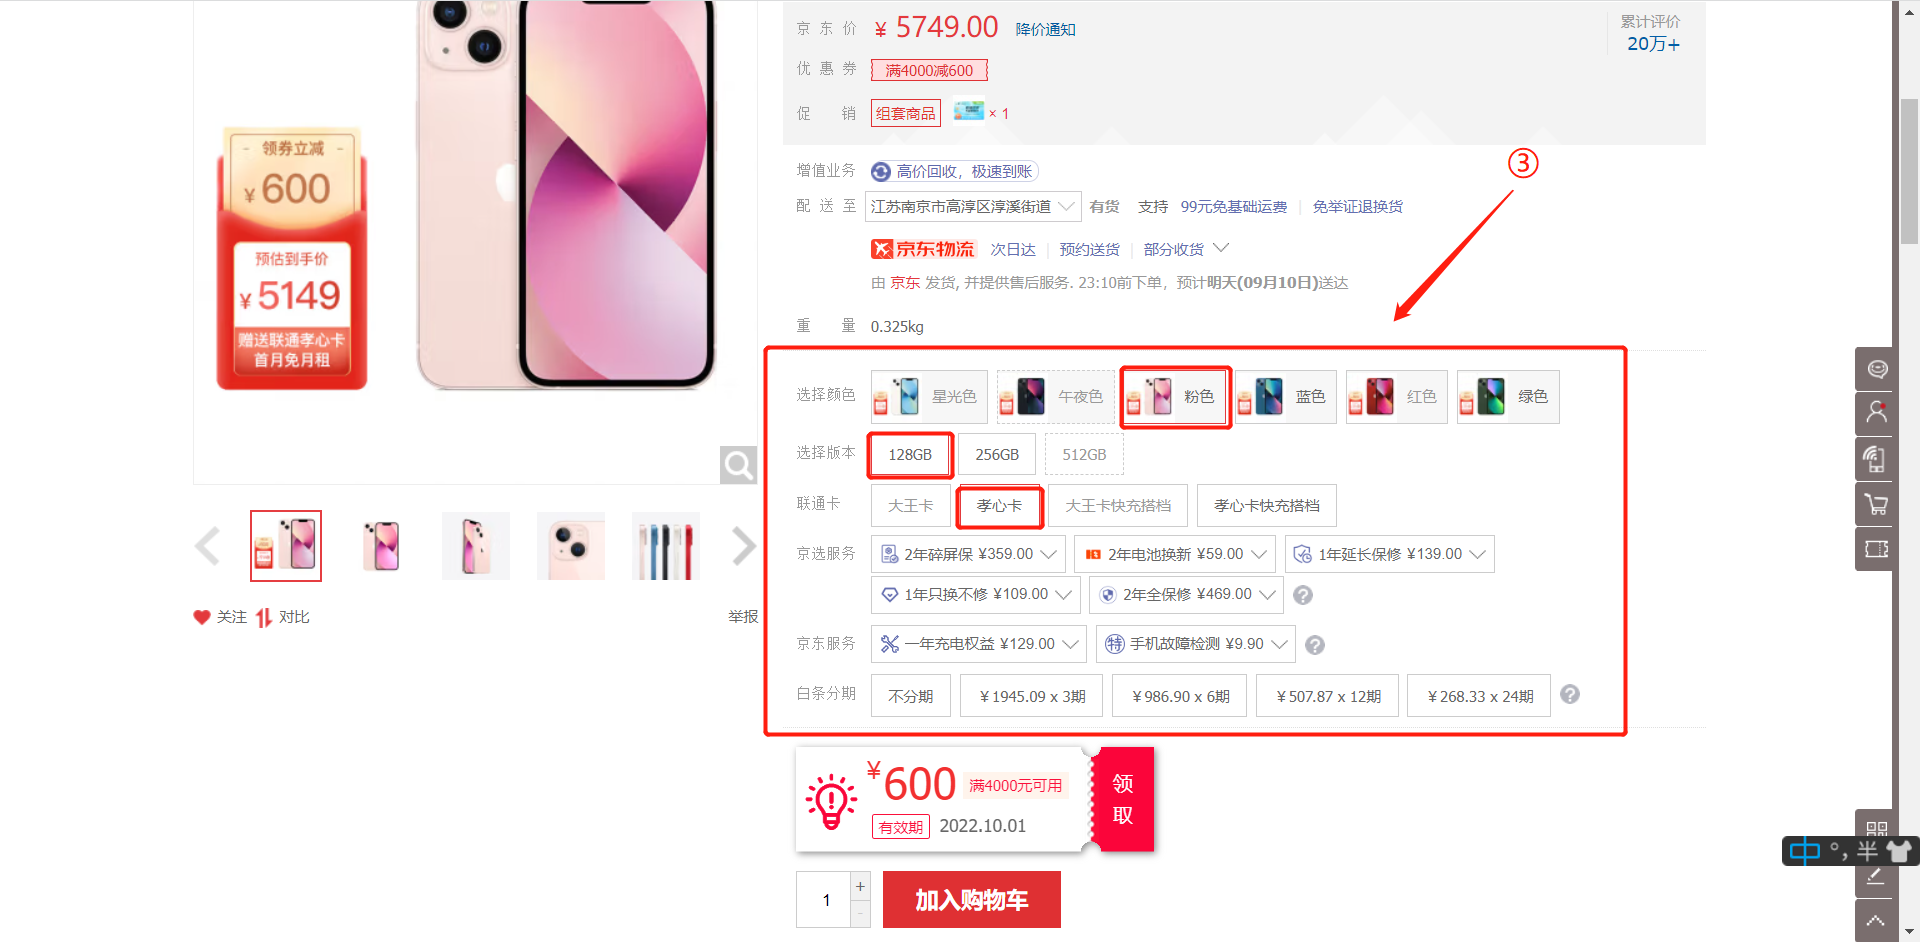 京东价 ¥ 5749.00 降价通知
累计评价
20万+
优惠券 满4000减600
促销 组套商品 × 1
③
增值业务 高价回收，极速到账
配送至 江苏南京市高淳区淳溪街道 有货 支持 99元免基础运费 免举证退换货
京东物流 次日达 预约送货 部分收货
由 京东 发货, 并提供售后服务. 23:10前下单，预计明天(09月10日)送达
重量 0.325kg
领券立减
¥600
预估到手价
¥5149
赠送联通孝心卡
首月免月租
关注 对比 举报
选择颜色 星光色 午夜色 粉色 蓝色 红色 绿色
选择版本 128GB 256GB 512GB
联通卡 大王卡 孝心卡 大王卡快充搭档 孝心卡快充搭档
京选服务 2年碎屏保 ¥359.00 2年电池换新 ¥59.00 1年延长保修 ¥139.00
1年只换不修 ¥109.00 2年全保修 ¥469.00 ?
京东服务 一年充电权益 ¥129.00 特 手机故障检测 ¥9.90 ?
白条分期 不分期 ¥1945.09 x 3期 ¥986.90 x 6期 ¥507.87 x 12期 ¥268.33 x 24期 ?
¥600 满4000元可用
有效期 2022.10.01
领
取
1 + -
加入购物车
中 °, 半